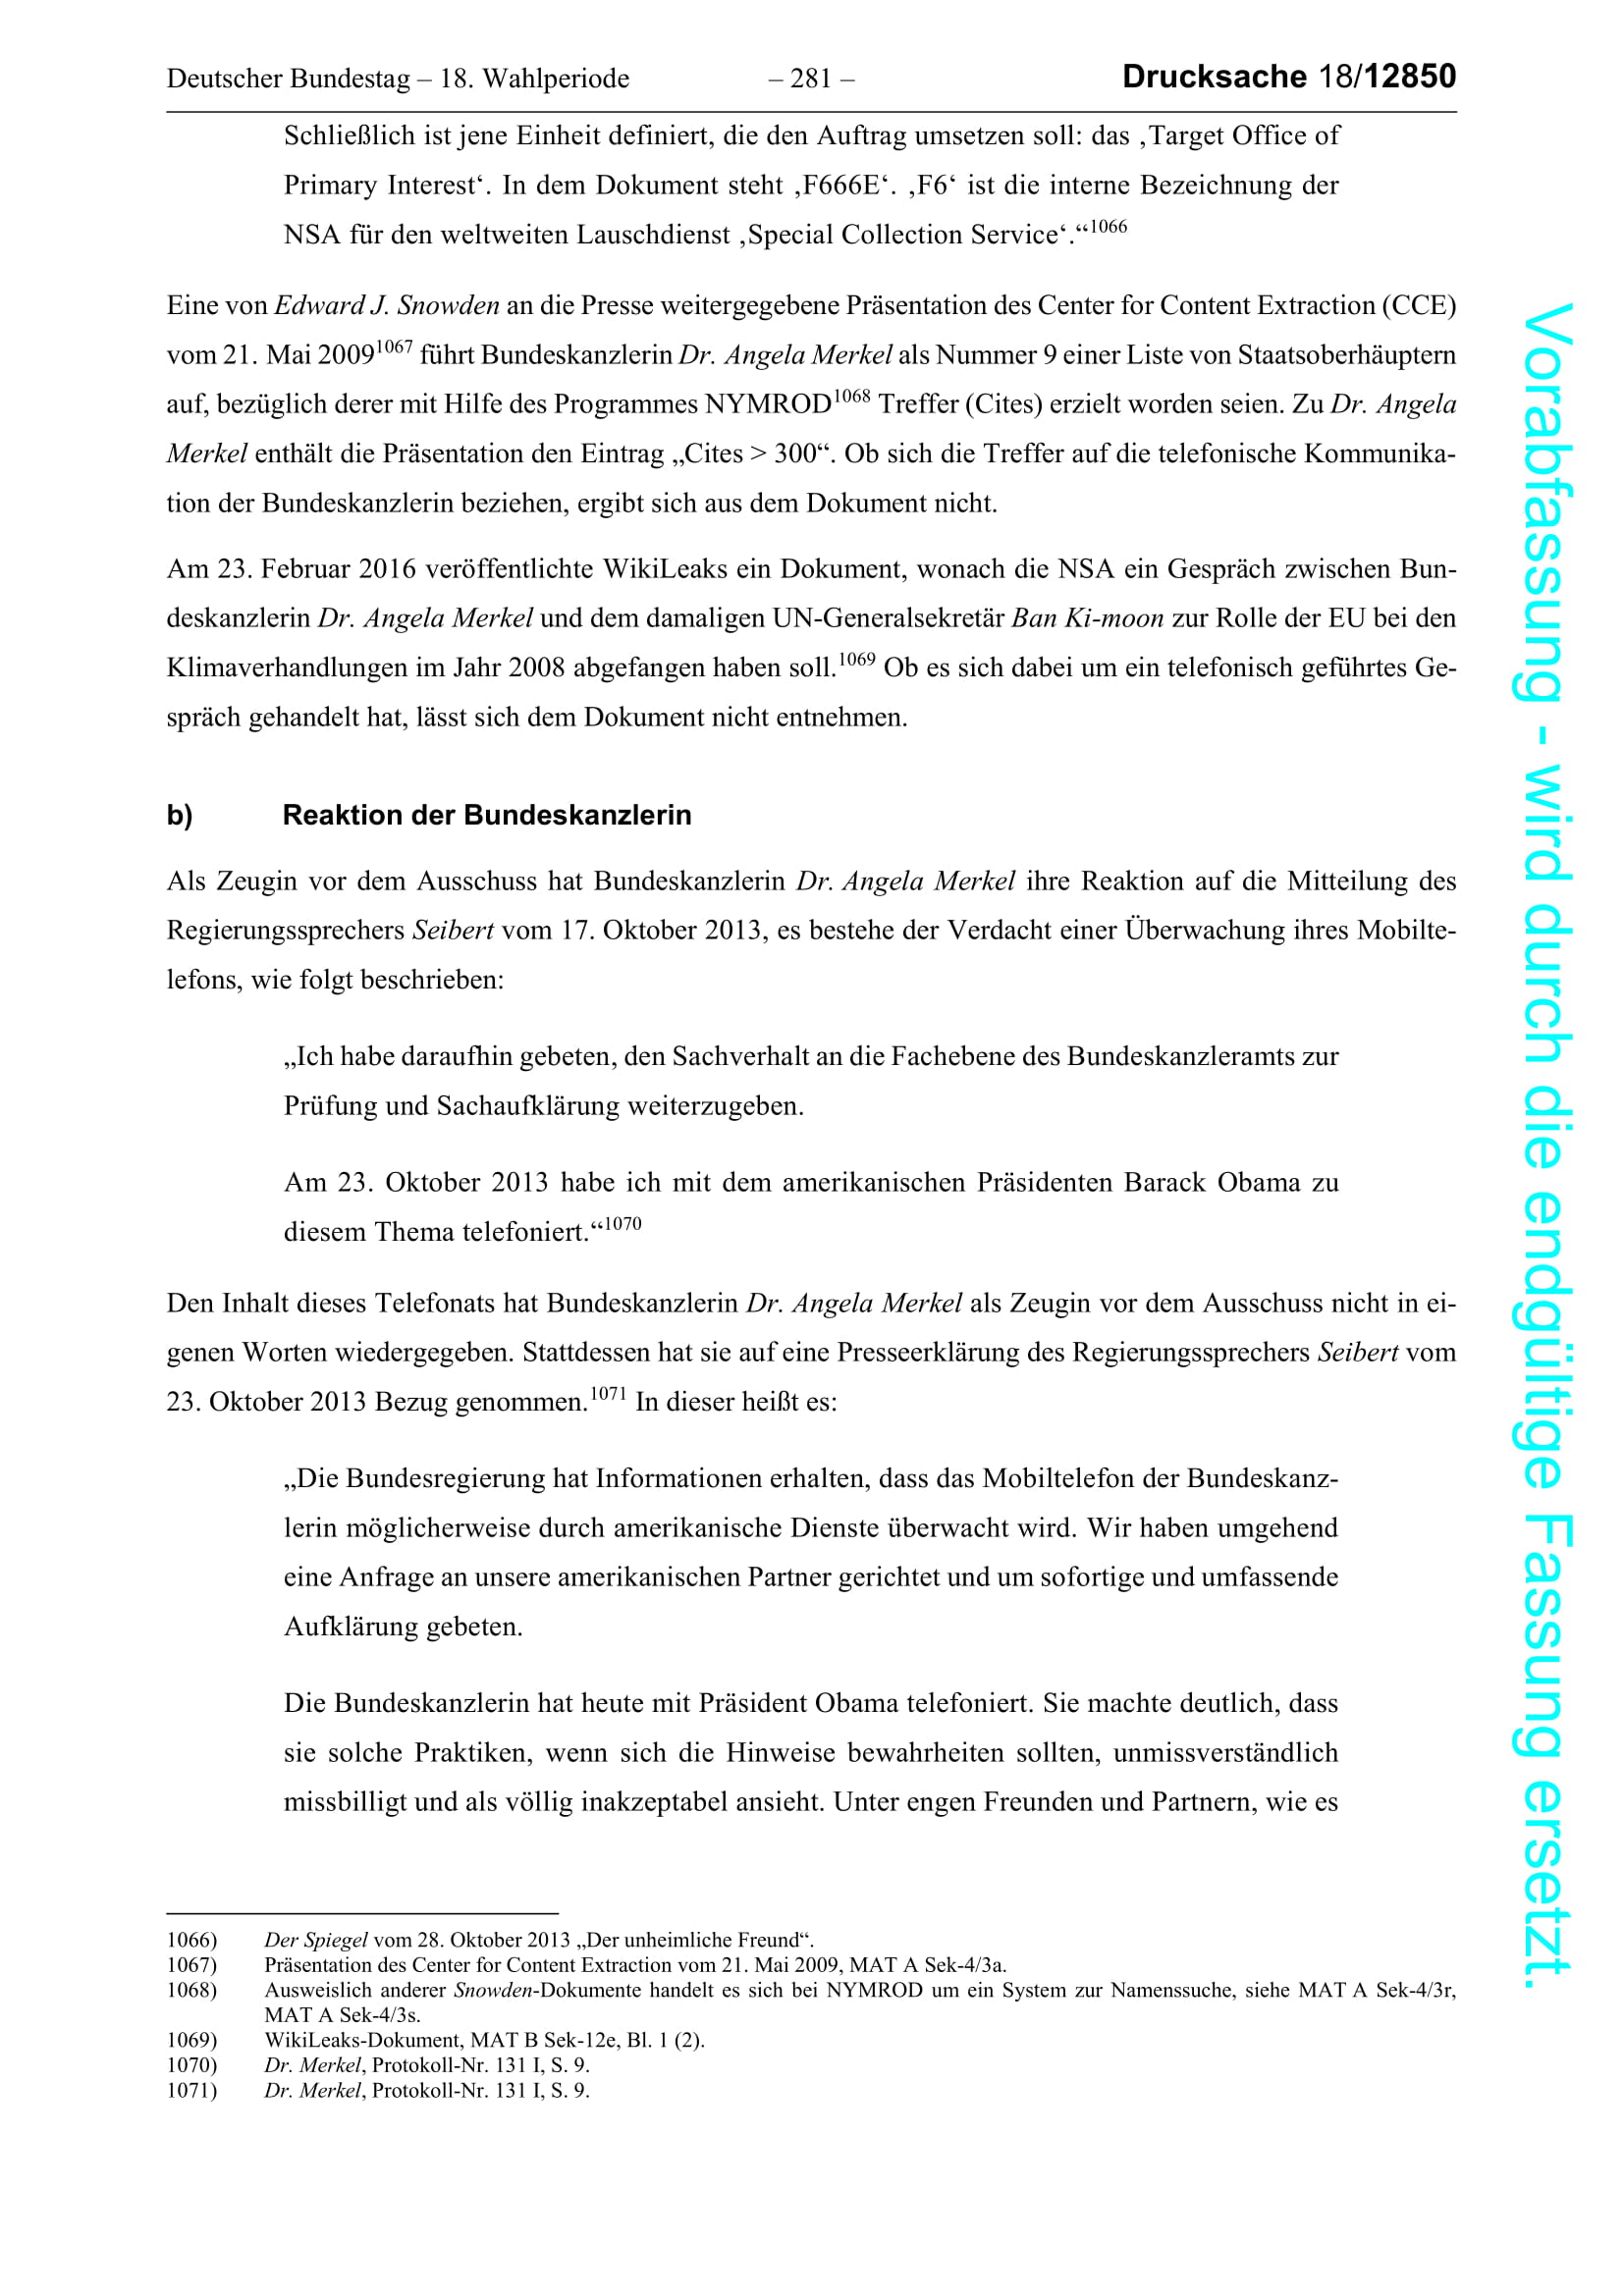 Deutscher Bundestag – 18. Wahlperiode – 281 – Drucksache 18/12850
Schließlich ist jene Einheit definiert, die den Auftrag umsetzen soll: das ‚Target Office of
Primary Interest‘. In dem Dokument steht ‚F666E‘. ‚F6‘ ist die interne Bezeichnung der
NSA für den weltweiten Lauschdienst ‚Special Collection Service‘.“1066
Eine von Edward J. Snowden an die Presse weitergegebene Präsentation des Center for Content Extraction (CCE)
vom 21. Mai 20091067 führt Bundeskanzlerin Dr. Angela Merkel als Nummer 9 einer Liste von Staatsoberhäuptern
auf, bezüglich derer mit Hilfe des Programmes NYMROD1068 Treffer (Cites) erzielt worden seien. Zu Dr. Angela
Merkel enthält die Präsentation den Eintrag „Cites > 300“. Ob sich die Treffer auf die telefonische Kommunika-
tion der Bundeskanzlerin beziehen, ergibt sich aus dem Dokument nicht.
Am 23. Februar 2016 veröffentlichte WikiLeaks ein Dokument, wonach die NSA ein Gespräch zwischen Bun-
deskanzlerin Dr. Angela Merkel und dem damaligen UN-Generalsekretär Ban Ki-moon zur Rolle der EU bei den
Klimaverhandlungen im Jahr 2008 abgefangen haben soll.1069 Ob es sich dabei um ein telefonisch geführtes Ge-
spräch gehandelt hat, lässt sich dem Dokument nicht entnehmen.
b) Reaktion der Bundeskanzlerin
Als Zeugin vor dem Ausschuss hat Bundeskanzlerin Dr. Angela Merkel ihre Reaktion auf die Mitteilung des
Regierungssprechers Seibert vom 17. Oktober 2013, es bestehe der Verdacht einer Überwachung ihres Mobilte-
lefons, wie folgt beschrieben:
„Ich habe daraufhin gebeten, den Sachverhalt an die Fachebene des Bundeskanzleramts zur
Prüfung und Sachaufklärung weiterzugeben.
Am 23. Oktober 2013 habe ich mit dem amerikanischen Präsidenten Barack Obama zu
diesem Thema telefoniert.“1070
Den Inhalt dieses Telefonats hat Bundeskanzlerin Dr. Angela Merkel als Zeugin vor dem Ausschuss nicht in ei-
genen Worten wiedergegeben. Stattdessen hat sie auf eine Presseerklärung des Regierungssprechers Seibert vom
23. Oktober 2013 Bezug genommen.1071 In dieser heißt es:
„Die Bundesregierung hat Informationen erhalten, dass das Mobiltelefon der Bundeskanz-
lerin möglicherweise durch amerikanische Dienste überwacht wird. Wir haben umgehend
eine Anfrage an unsere amerikanischen Partner gerichtet und um sofortige und umfassende
Aufklärung gebeten.
Die Bundeskanzlerin hat heute mit Präsident Obama telefoniert. Sie machte deutlich, dass
sie solche Praktiken, wenn sich die Hinweise bewahrheiten sollten, unmissverständlich
missbilligt und als völlig inakzeptabel ansieht. Unter engen Freunden und Partnern, wie es
1066) Der Spiegel vom 28. Oktober 2013 „Der unheimliche Freund“.
1067) Präsentation des Center for Content Extraction vom 21. Mai 2009, MAT A Sek-4/3a.
1068) Ausweislich anderer Snowden-Dokumente handelt es sich bei NYMROD um ein System zur Namenssuche, siehe MAT A Sek-4/3r,
MAT A Sek-4/3s.
1069) WikiLeaks-Dokument, MAT B Sek-12e, Bl. 1 (2).
1070) Dr. Merkel, Protokoll-Nr. 131 I, S. 9.
1071) Dr. Merkel, Protokoll-Nr. 131 I, S. 9.
Vorabfassung - wird durch die endgültige Fassung ersetzt.